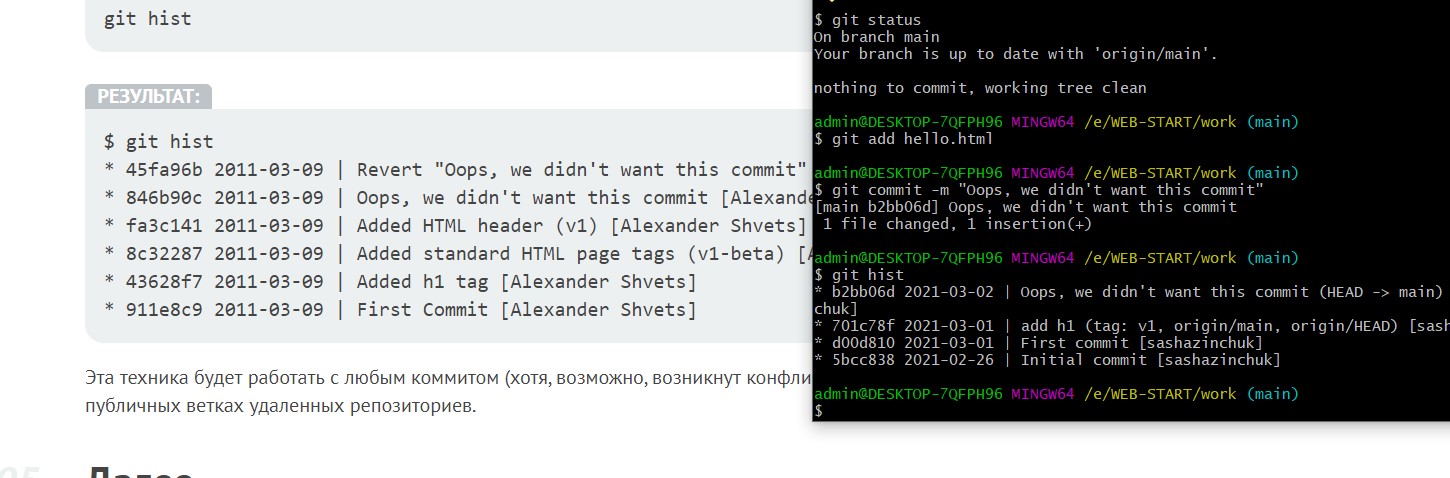 git hist
РЕЗУЛЬТАТ:
$ git hist
* 45fa96b 2011-03-09 | Revert "Oops, we didn't want this commit"
* 846b90c 2011-03-09 | Oops, we didn't want this commit
* fa3c141 2011-03-09 | Added HTML header (v1) [Alexander Shvets]
* 8c32287 2011-03-09 | Added standard HTML page tags (v1-beta)
* 43628f7 2011-03-09 | Added h1 tag [Alexander Shvets]
* 911e8c9 2011-03-09 | First Commit [Alexander Shvets]
Эта техника будет работать с любым коммитом (хотя, возможно, возникнут
публичных ветках удаленных репозиториев.
Далее
$ git status
On branch main
Your branch is up to date with 'origin/main'.
nothing to commit, working tree clean
admin@DESKTOP-7QFPH96 MINGW64 /e/WEB-START/work (main)
$ git add hello.html
admin@DESKTOP-7QFPH96 MINGW64 /e/WEB-START/work (main)
$ git commit -m "Oops, we didn't want this commit"
[main b2bb06d] Oops, we didn't want this commit
1 file changed, 1 insertion(+)
admin@DESKTOP-7QFPH96 MINGW64 /e/WEB-START/work (main)
$ git hist
* b2bb06d 2021-03-02 | Oops, we didn't want this commit (HEAD -> main)
chuk]
* 701c78f 2021-03-01 | add h1 (tag: v1, origin/main, origin/HEAD)
* d00d810 2021-03-01 | First commit [sashazinchuk]
* 5bcc838 2021-02-26 | Initial commit [sashazinchuk]
admin@DESKTOP-7QFPH96 MINGW64 /e/WEB-START/work (main)
$